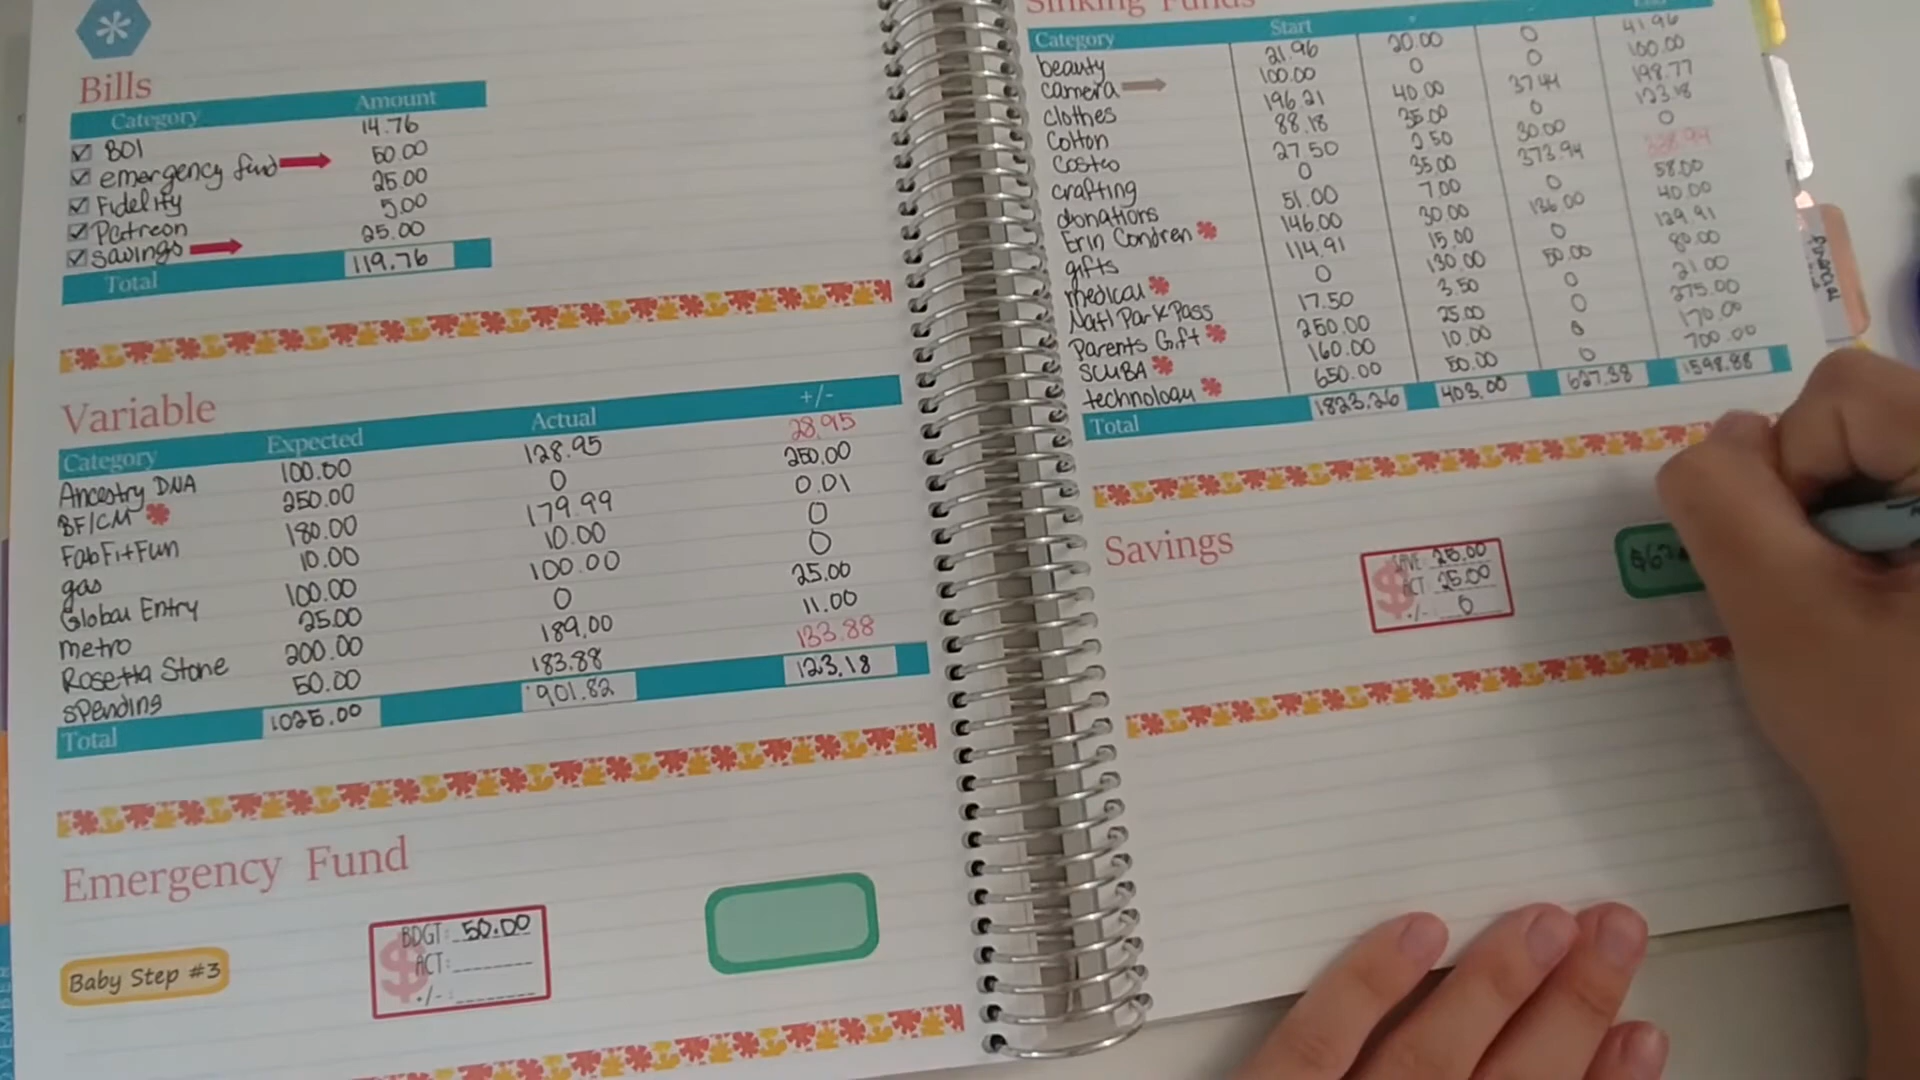 Bills
Category Amount
BOI 14.76
emergency fund 50.00
Fidelity 25.00
Patreon 5.00
savings 25.00
Total 119.76
Variable
Category Expected Actual +/-
Ancestry DNA 100.00 128.95 28.95
BF/CM 250.00 0 250.00
FabFitFun 180.00 179.99 0.01
gas 10.00 10.00 0
Global Entry 100.00 100.00 0
metro 25.00 0 25.00
Rosetta Stone 200.00 189.00 11.00
spending 50.00 183.88 133.88
Total 1025.00 901.82 123.18
Emergency Fund
Baby Step #3
BDGT: 50.00
ACT:
+/-:
Sinking Funds
Category Start
beauty 21.96 20.00 0 41.96
camera 100.00 0 0 100.00
clothes 196.21 40.00 37.44 198.77
Cotton 88.18 35.00 0 123.18
Costco 27.50 2.50 30.00 0
crafting 0 35.00 373.94 338.94
donations 51.00 7.00 0 58.00
Erin Condren 146.00 30.00 136.00 40.00
gifts 114.91 15.00 0 129.91
medical 0 130.00 50.00 80.00
Nat'l Park Pass 17.50 3.50 0 21.00
Parents Gift 250.00 25.00 0 275.00
SCUBA 160.00 10.00 0 170.00
technology 650.00 50.00 0 700.00
Total 1823.26 403.00 627.38 1598.88
Savings
SAVE: 25.00
ACT 25.00
+/- 0